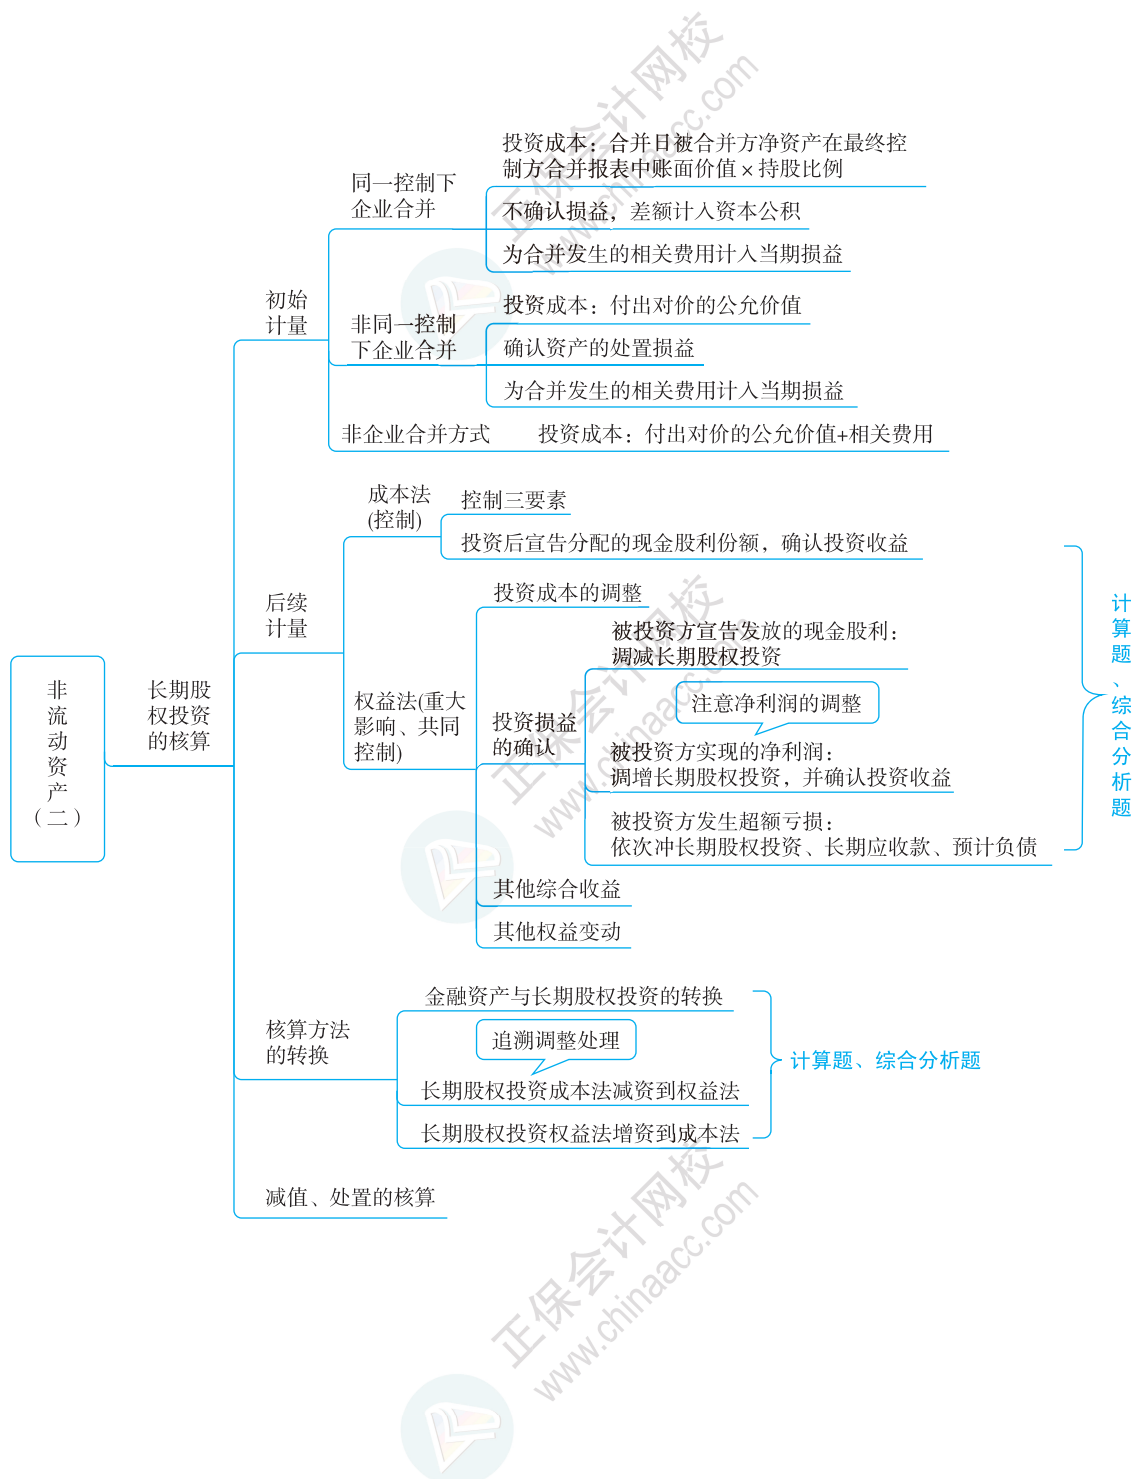 正保会计网校
www.chinaacc.com
投资成本：合并日被合并方净资产在最终控
制方合并报表中账面价值×持股比例
同一控制下
企业合并
不确认损益，差额计入资本公积
为合并发生的相关费用计入当期损益
初始
计量
投资成本：付出对价的公允价值
非同一控制
下企业合并
确认资产的处置损益
为合并发生的相关费用计入当期损益
非企业合并方式
投资成本：付出对价的公允价值+相关费用
成本法
(控制)
控制三要素
投资后宣告分配的现金股利份额，确认投资收益
后续
计量
正保会计网校
www.chinaacc.com
投资成本的调整
被投资方宣告发放的现金股利：
调减长期股权投资
非流动资产（二）
长期股
权投资
的核算
权益法(重大
影响、共同
控制)
投资损益
的确认
注意净利润的调整
被投资方实现的净利润：
调增长期股权投资，并确认投资收益
被投资方发生超额亏损：
依次冲长期股权投资、长期应收款、预计负债
计算题、综合分析题
其他综合收益
其他权益变动
核算方法
的转换
金融资产与长期股权投资的转换
追溯调整处理
长期股权投资成本法减资到权益法
长期股权投资权益法增资到成本法
计算题、综合分析题
减值、处置的核算
正保会计网校
www.chinaacc.com